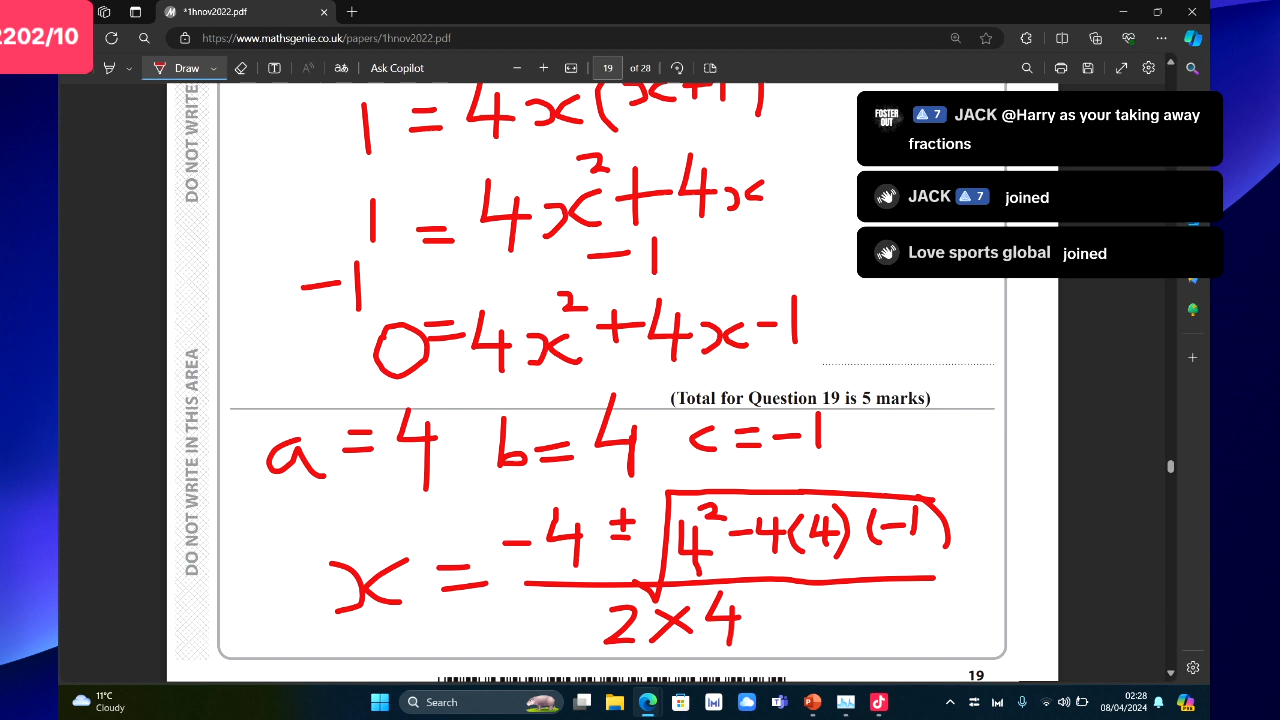 2202/10
*1hnov2022.pdf
https://www.mathsgenie.co.uk/papers/1hnov2022.pdf
Draw
Ask Copilot
19 of 28
1 = 4x(x+1)
1 = 4x² + 4x
-1 -1
0 = 4x² + 4x - 1
(Total for Question 19 is 5 marks)
a = 4 b = 4 c = -1
x = -4 ± √4² - 4(4)(-1)
2 × 4
19
DO NOT WRITE
DO NOT WRITE IN THIS AREA
FOSTER OUT
7 JACK @Harry as your taking away
fractions
JACK 7 joined
Love sports global joined
11°C
Cloudy
Search
02:28
08/04/2024